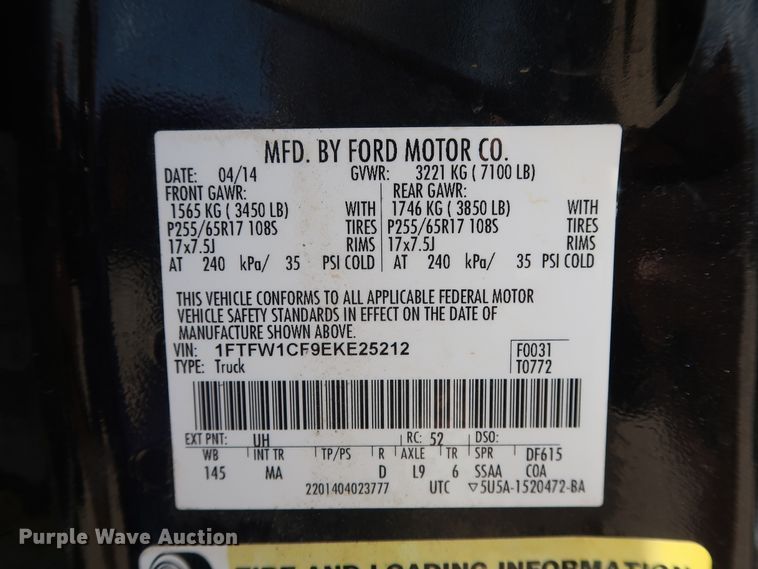 MFD. BY FORD MOTOR CO.
DATE: 04/14 GVWR: 3221 KG ( 7100 LB)
FRONT GAWR: REAR GAWR:
1565 KG ( 3450 LB) WITH 1746 KG ( 3850 LB) WITH
P255/65R17 108S TIRES P255/65R17 108S TIRES
17x7.5J RIMS 17x7.5J RIMS
AT 240 kPa/ 35 PSI COLD AT 240 kPa/ 35 PSI COLD
THIS VEHICLE CONFORMS TO ALL APPLICABLE FEDERAL MOTOR
VEHICLE SAFETY STANDARDS IN EFFECT ON THE DATE OF
MANUFACTURE SHOWN ABOVE.
VIN: 1FTFW1CF9EKE25212 F0031
TYPE: Truck T0772
EXT PNT: UH RC: 52 DSO:
WB INT TR TP/PS R AXLE TR SPR DF615
145 MA D L9 6 SSAA COA
2201404023777 UTC ▽5U5A-1520472-BA
Purple Wave Auction
TIRE AND LOADING INFORMATION